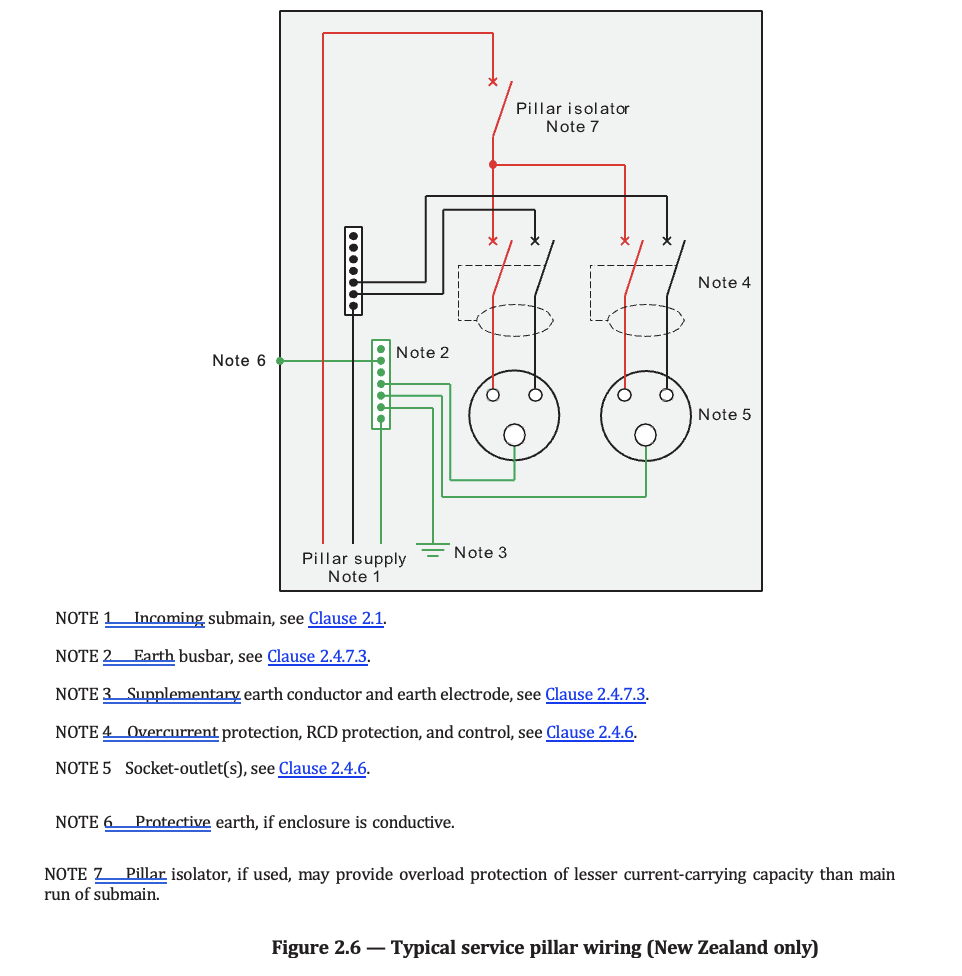 Pillar isolator
Note 7
Note 4
Note 6
Note 2
Note 5
Note 3
Pillar supply
Note 1
NOTE 1 Incoming submain, see Clause 2.1.
NOTE 2 Earth busbar, see Clause 2.4.7.3.
NOTE 3 Supplementary earth conductor and earth electrode, see Clause 2.4.7.3.
NOTE 4 Overcurrent protection, RCD protection, and control, see Clause 2.4.6.
NOTE 5 Socket-outlet(s), see Clause 2.4.6.
NOTE 6 Protective earth, if enclosure is conductive.
NOTE 7 Pillar isolator, if used, may provide overload protection of lesser current-carrying capacity than main
run of submain.
Figure 2.6 — Typical service pillar wiring (New Zealand only)